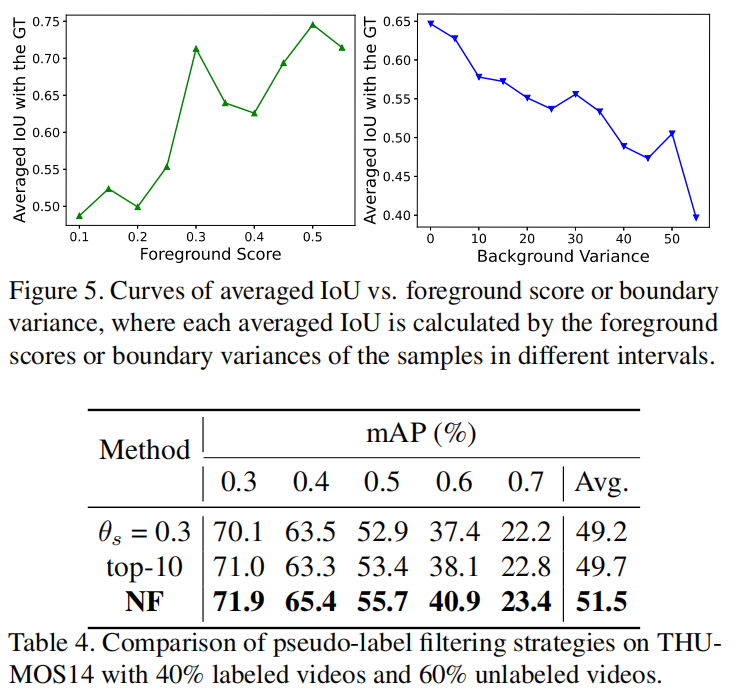 0.75
0.70
0.65
0.60
0.55
0.50
Averaged IoU with the GT
0.1 0.2 0.3 0.4 0.5
Foreground Score
0.65
0.60
0.55
0.50
0.45
0.40
Averaged IoU with the GT
0 10 20 30 40 50
Background Variance
Figure 5. Curves of averaged IoU vs. foreground score or boundary
variance, where each averaged IoU is calculated by the foreground
scores or boundary variances of the samples in different intervals.
Method mAP (%)
0.3 0.4 0.5 0.6 0.7 Avg.
θs = 0.3 70.1 63.5 52.9 37.4 22.2 49.2
top-10 71.0 63.3 53.4 38.1 22.8 49.7
NF 71.9 65.4 55.7 40.9 23.4 51.5
Table 4. Comparison of pseudo-label filtering strategies on THU-
MOS14 with 40% labeled videos and 60% unlabeled videos.